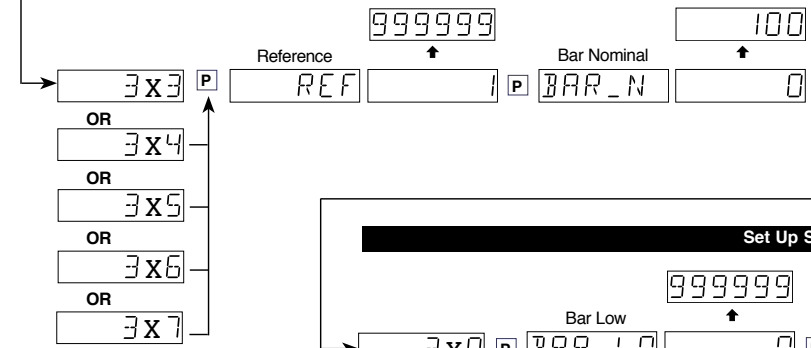 999999
100
Reference
Bar Nominal
3X3 P REF 1 P BAR_N 0
OR
3X4
OR
3X5
OR
Set Up S
3X6
999999
OR
Bar Low
3X7
P